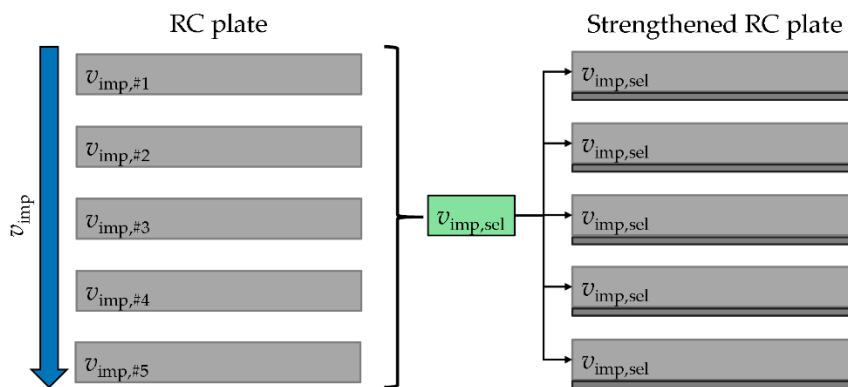 RC plate
v_imp
v_imp,#1
v_imp,#2
v_imp,#3
v_imp,#4
v_imp,#5
v_imp,sel
Strengthened RC plate
v_imp,sel
v_imp,sel
v_imp,sel
v_imp,sel
v_imp,sel